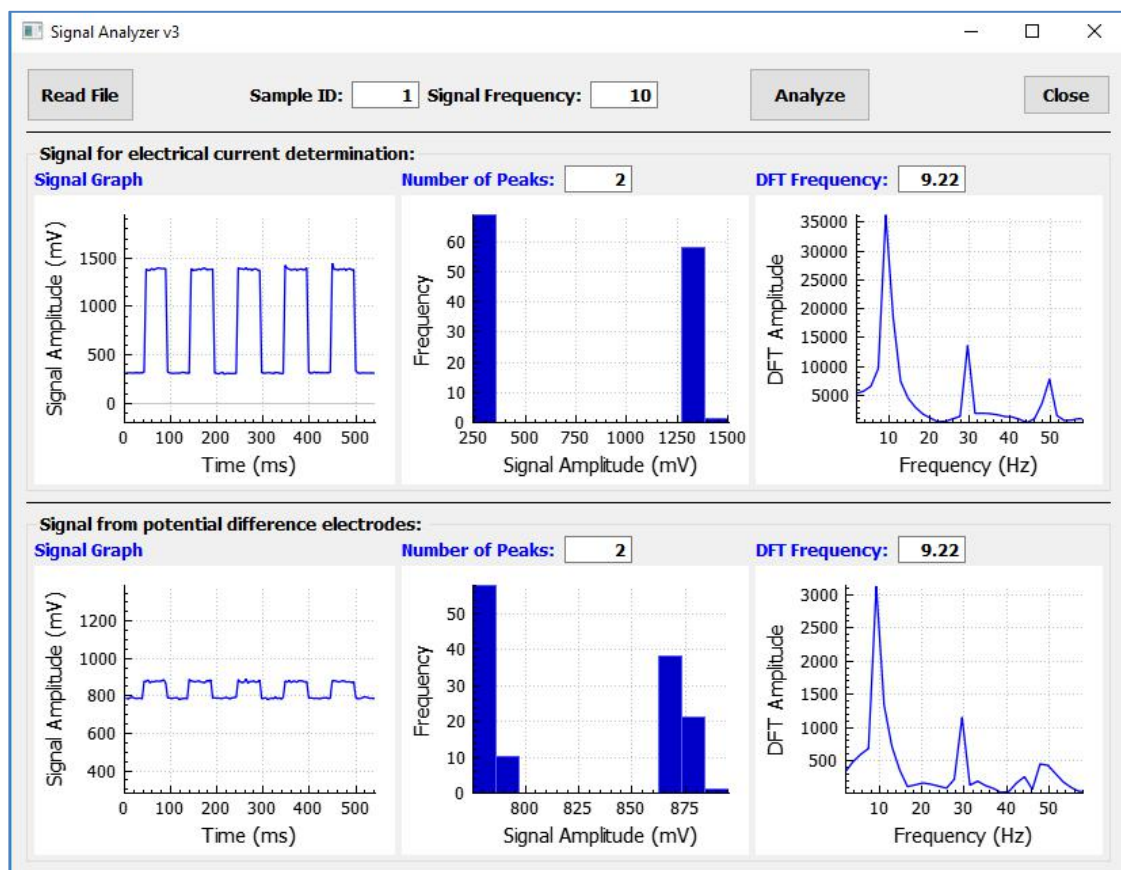 Signal Analyzer v3
Read File Sample ID: 1 Signal Frequency: 10 Analyze Close
Signal for electrical current determination:
Signal Graph
Signal Amplitude (mV)
1500
1000
500
0
0 100 200 300 400 500
Time (ms)
Number of Peaks: 2
Frequency
60
50
40
30
20
10
0
250 500 750 1000 1250 1500
Signal Amplitude (mV)
DFT Frequency: 9.22
DFT Amplitude
35000
30000
25000
20000
15000
10000
5000
10 20 30 40 50
Frequency (Hz)
Signal from potential difference electrodes:
Signal Graph
Signal Amplitude (mV)
1200
1000
800
600
400
0 100 200 300 400 500
Time (ms)
Number of Peaks: 2
Frequency
50
40
30
20
10
0
800 825 850 875
Signal Amplitude (mV)
DFT Frequency: 9.22
DFT Amplitude
3000
2500
2000
1500
1000
500
10 20 30 40 50
Frequency (Hz)